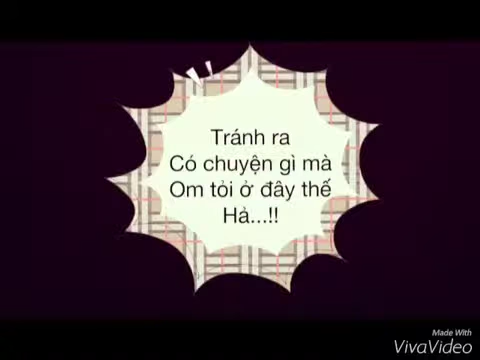 Tránh ra
Có chuyện gì mà
Om tỏi ở đây thế
Hả...!!
Made With
VivaVideo